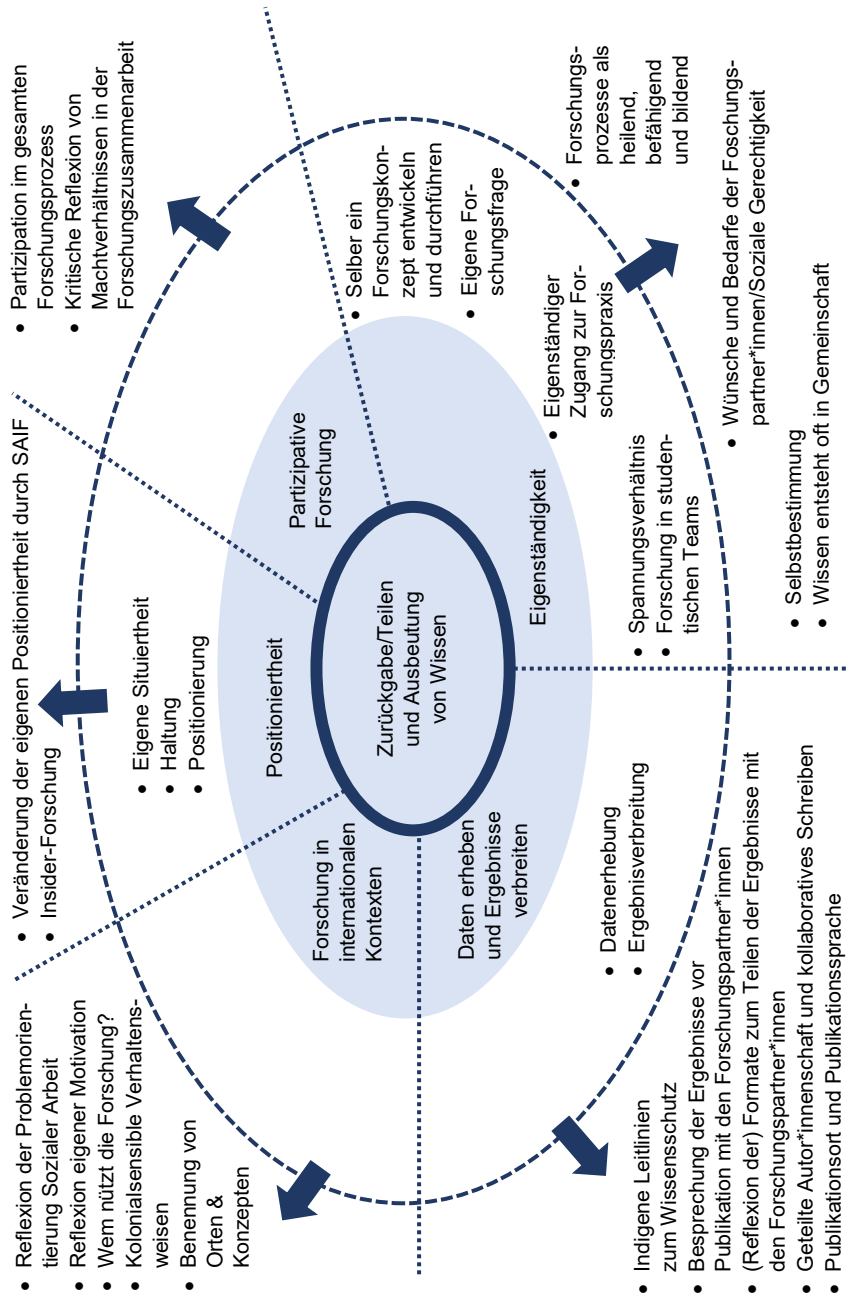 • Reflexion der Problemorien-
tierung Sozialer Arbeit
• Reflexion eigener Motivation
• Wem nützt die Forschung?
• Kolonialsensible Verhaltens-
weisen
• Benennung von
Orten &
Konzepten
• Veränderung der eigenen Positioniertheit durch SAIF
• Insider-Forschung
• Partizipation im gesamten
Forschungsprozess
• Kritische Reflexion von
Machtverhältnissen in der
Forschungszusammenarbeit
• Eigene Situiertheit
• Haltung
• Positionierung
Positioniertheit
Partizipative
Forschung
Forschung in
internationalen
Kontexten
Zurückgabe/Teilen
und Ausbeutung
von Wissen
• Selber ein
Forschungskon-
zept entwickeln
und durchführen
• Eigene For-
schungsfrage
Daten erheben
und Ergebnisse
verbreiten
Eigenständigkeit
• Eigenständiger
Zugang zur For-
schungspraxis
• Forschungs-
prozesse als
heilend,
befähigend
und bildend
• Datenerhebung
• Ergebnisverbreitung
• Spannungsverhältnis
• Forschung in studen-
tischen Teams
• Indigene Leitlinien
zum Wissensschutz
• Besprechung der Ergebnisse vor
Publikation mit den Forschungspartner*innen
• (Reflexion der) Formate zum Teilen der Ergebnisse mit
den Forschungspartner*innen
• Geteilte Autor*innenschaft und kollaboratives Schreiben
• Publikationsort und Publikationssprache
• Wünsche und Bedarfe der Foschungs-
partner*innen/Soziale Gerechtigkeit
• Selbstbestimmung
• Wissen entsteht oft in Gemeinschaft